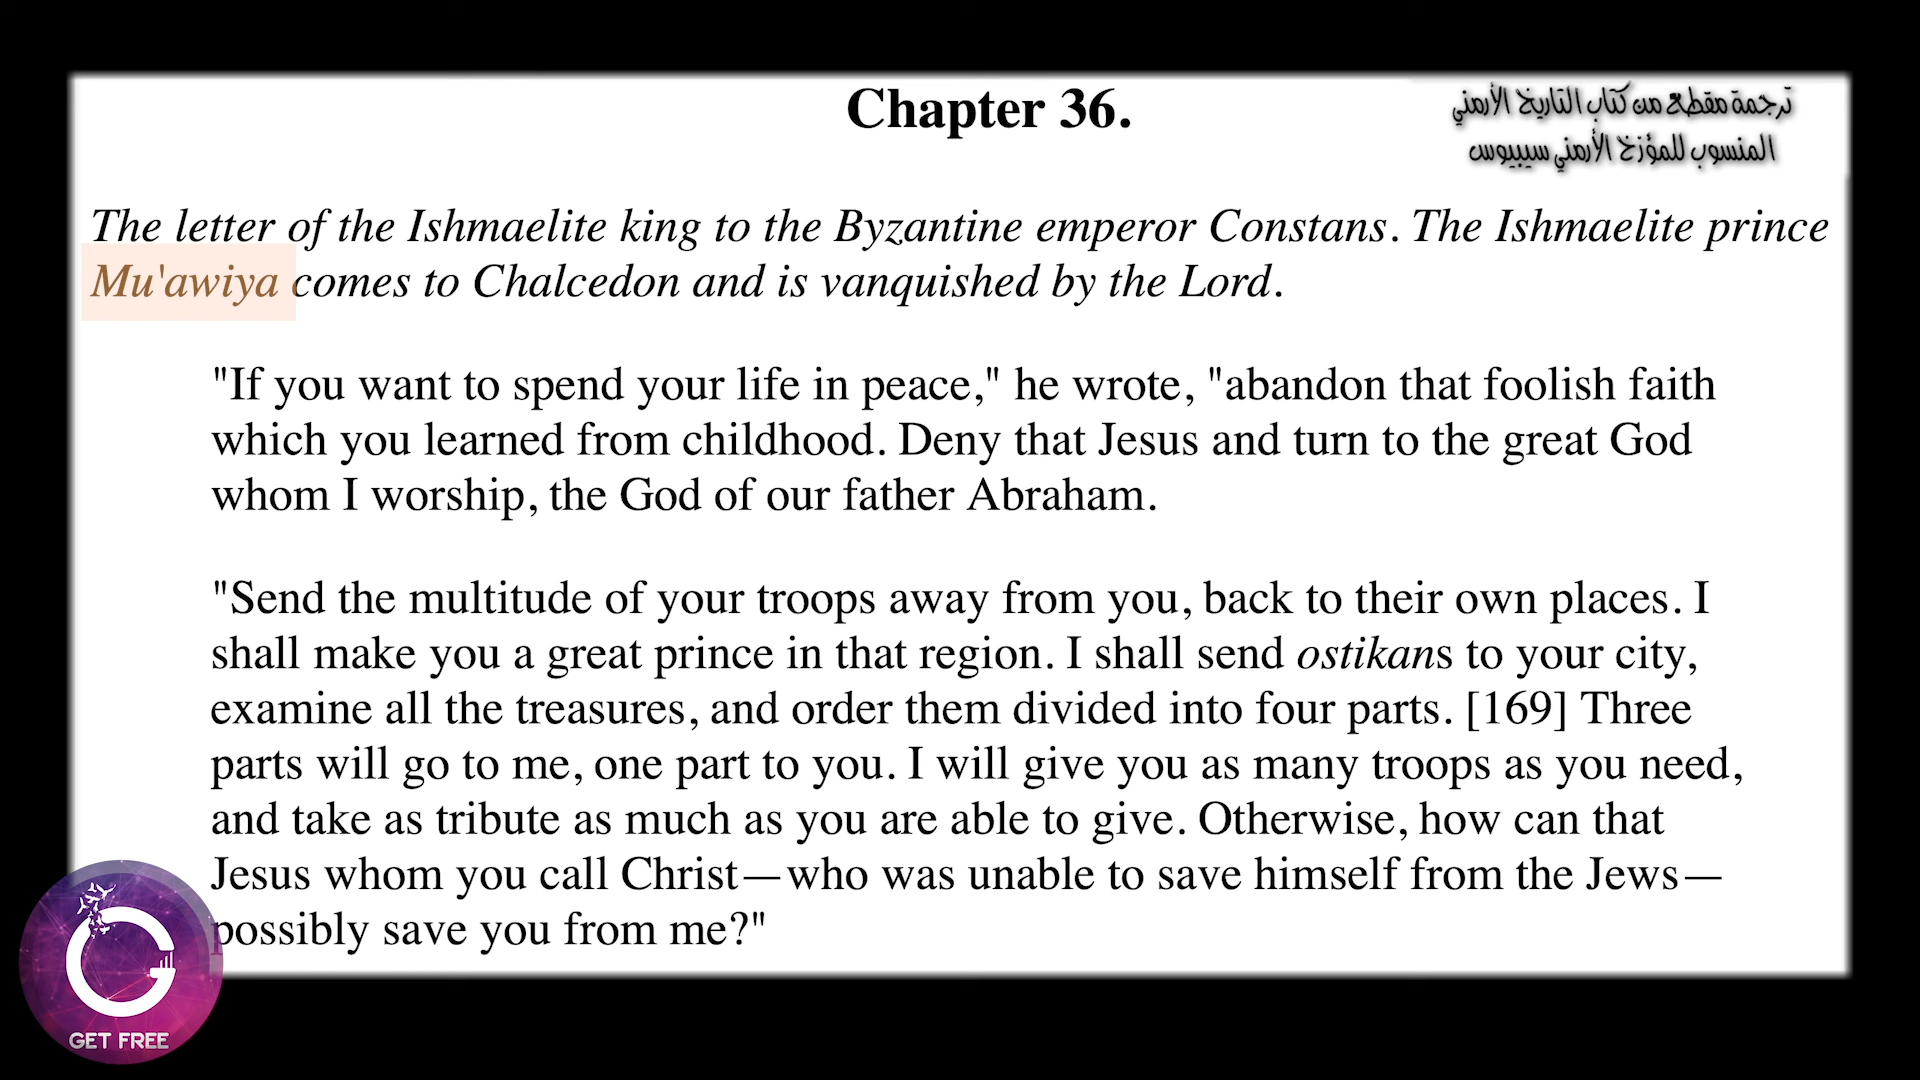 Chapter 36.
ترجمة مقطع من كتاب التاريخ الأرمني
المنسوب للمؤرخ الأرمني سيبيوس
The letter of the Ishmaelite king to the Byzantine emperor Constans. The Ishmaelite prince
Mu'awiya comes to Chalcedon and is vanquished by the Lord.
"If you want to spend your life in peace," he wrote, "abandon that foolish faith
which you learned from childhood. Deny that Jesus and turn to the great God
whom I worship, the God of our father Abraham.
"Send the multitude of your troops away from you, back to their own places. I
shall make you a great prince in that region. I shall send ostikans to your city,
examine all the treasures, and order them divided into four parts. [169] Three
parts will go to me, one part to you. I will give you as many troops as you need,
and take as tribute as much as you are able to give. Otherwise, how can that
Jesus whom you call Christ—who was unable to save himself from the Jews—
possibly save you from me?"
GET FREE